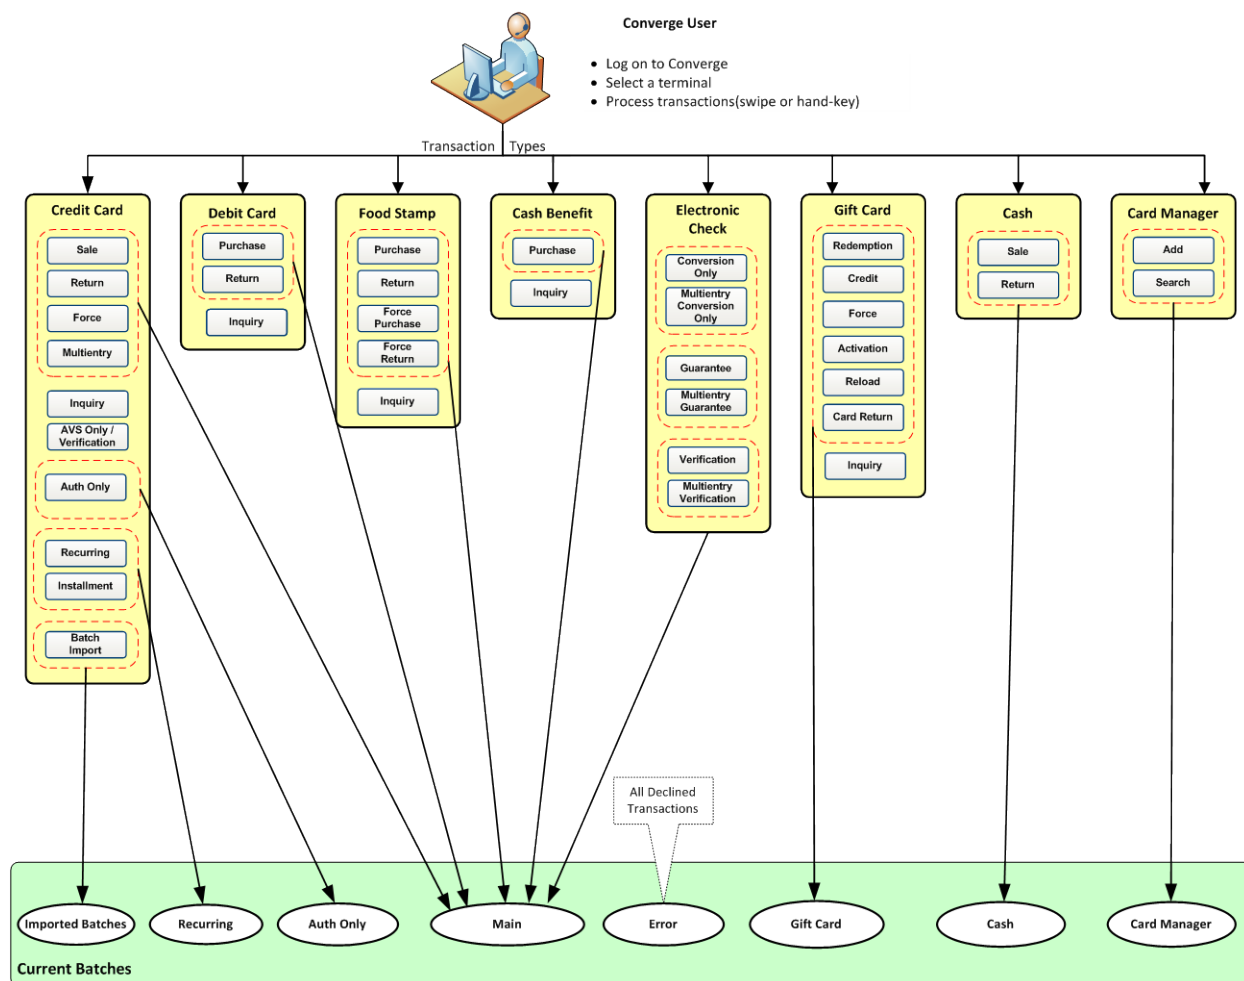 Converge User
• Log on to Converge
• Select a terminal
• Process transactions(swipe or hand-key)
Transaction Types
Credit Card
Sale
Return
Force
Multientry
Inquiry
AVS Only /
Verification
Auth Only
Recurring
Installment
Batch
Import
Debit Card
Purchase
Return
Inquiry
Food Stamp
Purchase
Return
Force
Purchase
Force
Return
Inquiry
Cash Benefit
Purchase
Inquiry
Electronic
Check
Conversion
Only
Multientry
Conversion
Only
Guarantee
Multientry
Guarantee
Verification
Multientry
Verification
Gift Card
Redemption
Credit
Force
Activation
Reload
Card Return
Inquiry
Cash
Sale
Return
Card Manager
Add
Search
All Declined
Transactions
Imported Batches
Recurring
Auth Only
Main
Error
Gift Card
Cash
Card Manager
Current Batches